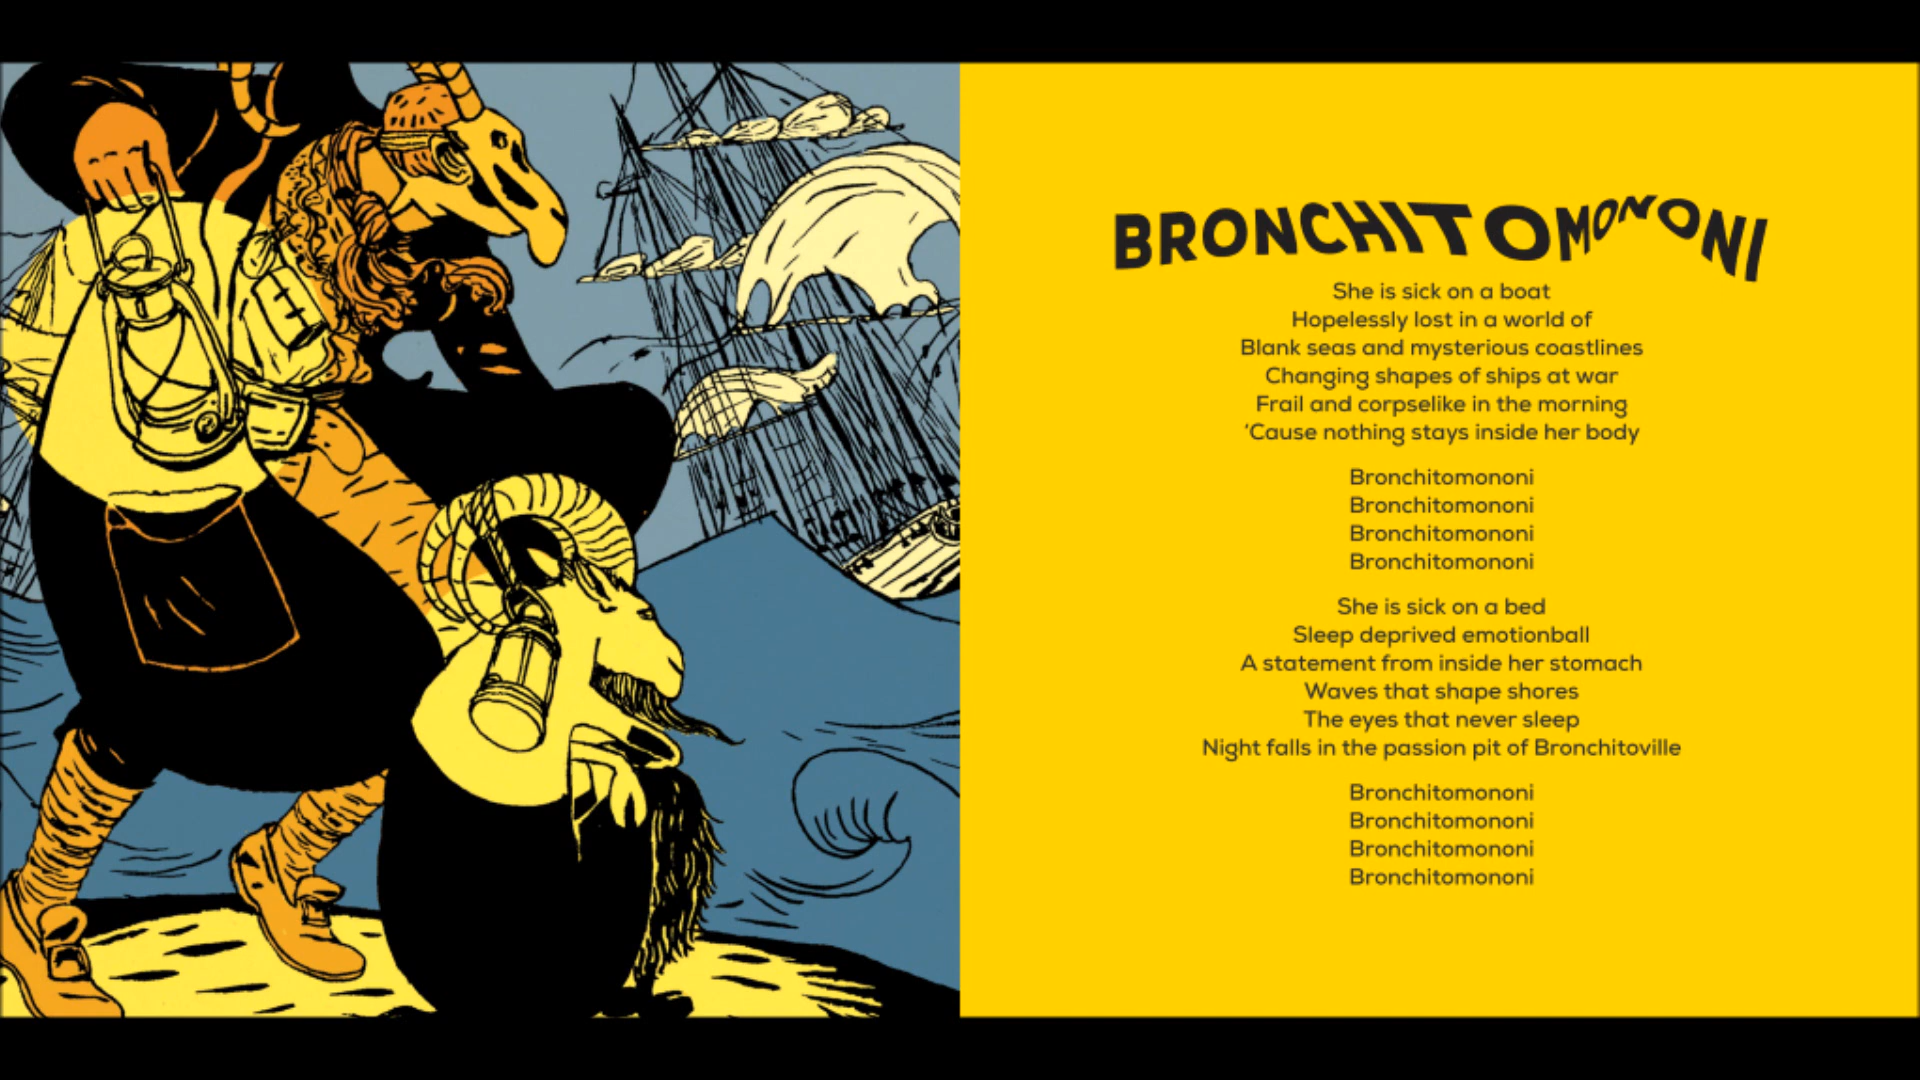 BRONCHITOMONONI
She is sick on a boat
Hopelessly lost in a world of
Blank seas and mysterious coastlines
Changing shapes of ships at war
Frail and corpselike in the morning
‘Cause nothing stays inside her body
Bronchitomononi
Bronchitomononi
Bronchitomononi
Bronchitomononi
She is sick on a bed
Sleep deprived emotionball
A statement from inside her stomach
Waves that shape shores
The eyes that never sleep
Night falls in the passion pit of Bronchitoville
Bronchitomononi
Bronchitomononi
Bronchitomononi
Bronchitomononi